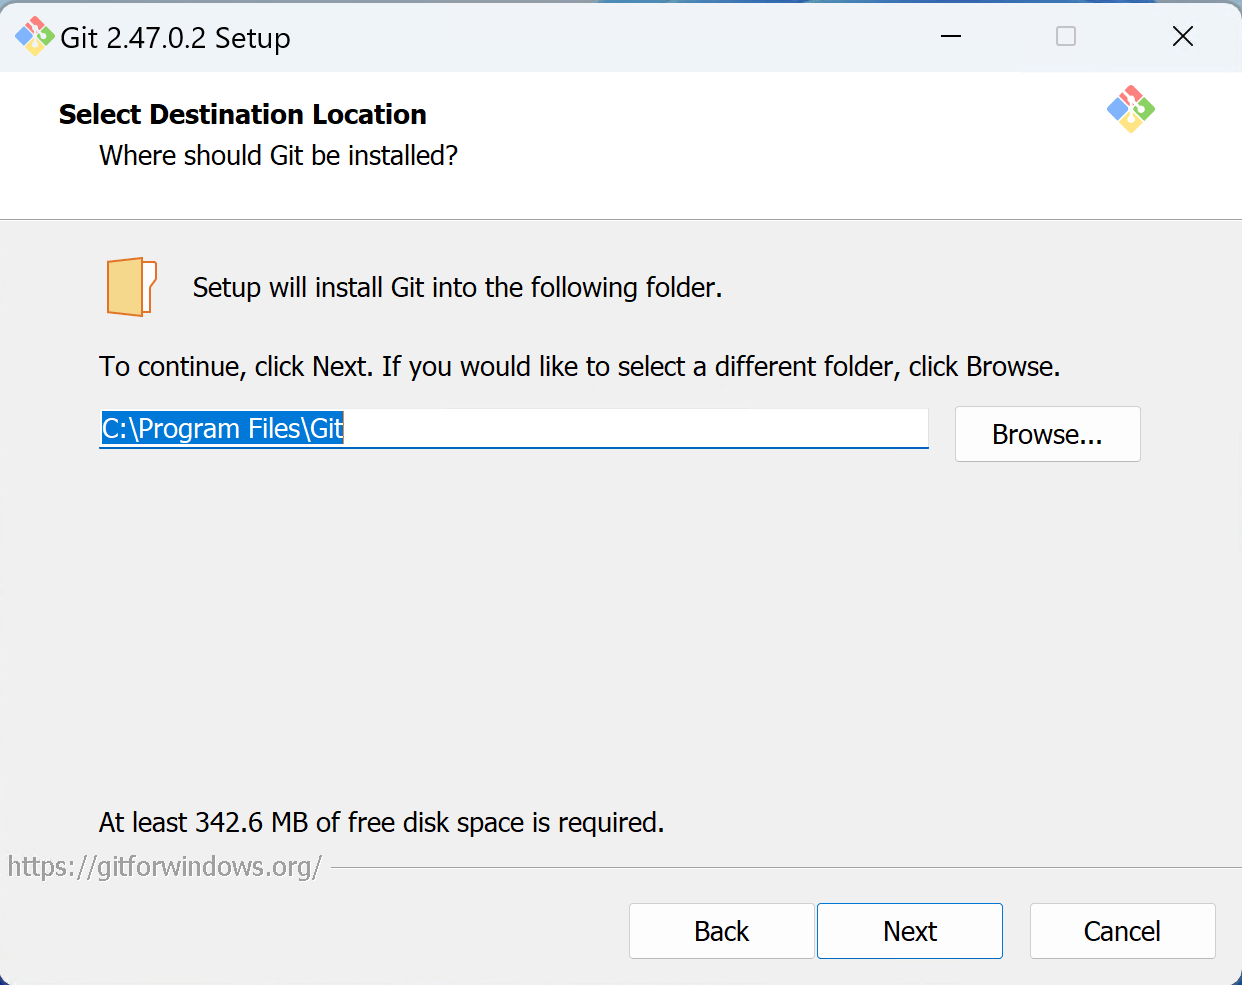 Git 2.47.0.2 Setup
Select Destination Location
Where should Git be installed?
Setup will install Git into the following folder.
To continue, click Next. If you would like to select a different folder, click Browse.
C:\Program Files\Git
Browse...
At least 342.6 MB of free disk space is required.
https://gitforwindows.org/
Back
Next
Cancel